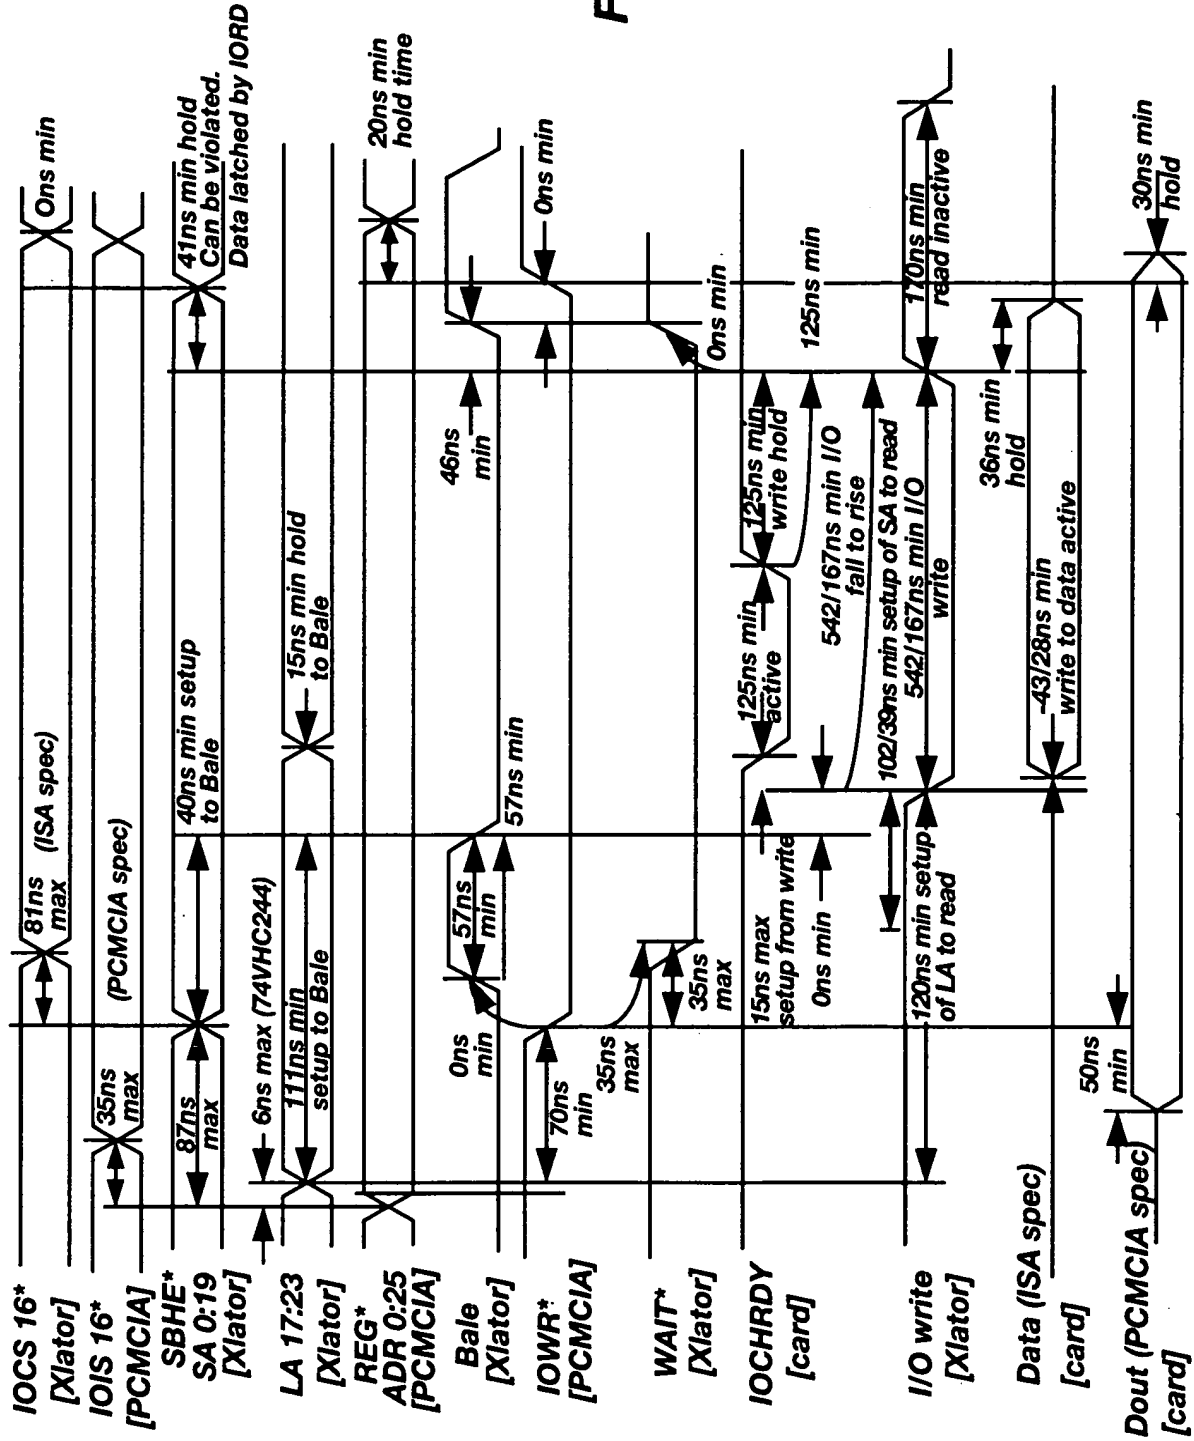 IOCS 16*
[Xlator]
81ns
max
(ISA spec)
0ns min
IOIS 16*
[PCMCIA]
35ns
max
(PCMCIA spec)
SBHE*
SA 0:19
[Xlator]
87ns
max
40ns min setup
to Bale
41ns min hold
Can be violated.
Data latched by IORD
LA 17:23
[Xlator]
6ns max (74VHC244)
111ns min
setup to Bale
15ns min hold
to Bale
REG*
ADR 0:25
[PCMCIA]
20ns min
hold time
Bale
[Xlator]
0ns
min
57ns
min
57ns min
46ns
min
IOWR*
[PCMCIA]
70ns
min
0ns min
WAIT*
[Xlator]
35ns
max
35ns
max
0ns min
IOCHRDY
[card]
15ns max
setup from write
125ns min
active
125ns min
write hold
125ns min
0ns min
542/167ns min I/O
fall to rise
102/39ns min setup of SA to read
I/O write
[Xlator]
120ns min setup
of LA to read
542/167ns min I/O
write
170ns min
read inactive
Data (ISA spec)
[card]
-43/28ns min
write to data active
36ns min
hold
Dout (PCMCIA spec)
[card]
50ns
min
30ns min
hold
F